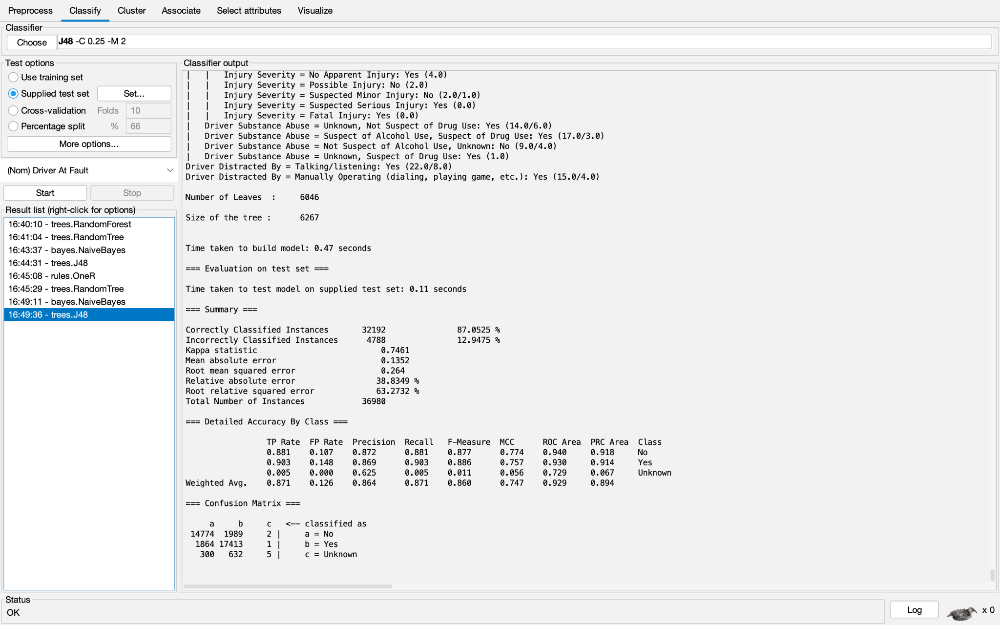 Preprocess Classify Cluster Associate Select attributes Visualize
Classifier
Choose J48 -C 0.25 -M 2
Test options
Use training set
Supplied test set Set...
Cross-validation Folds 10
Percentage split % 66
More options...
(Nom) Driver At Fault
Start Stop
Result list (right-click for options)
16:40:10 - trees.RandomForest
16:41:04 - trees.RandomTree
16:43:37 - bayes.NaiveBayes
16:44:31 - trees.J48
16:45:08 - rules.OneR
16:45:29 - trees.RandomTree
16:49:11 - bayes.NaiveBayes
16:49:36 - trees.J48
Classifier output
| | Injury Severity = No Apparent Injury: Yes (4.0)
| | Injury Severity = Possible Injury: No (2.0)
| | Injury Severity = Suspected Minor Injury: No (2.0/1.0)
| | Injury Severity = Suspected Serious Injury: Yes (0.0)
| | Injury Severity = Fatal Injury: Yes (0.0)
| Driver Substance Abuse = Unknown, Not Suspect of Drug Use: Yes (14.0/6.0)
| Driver Substance Abuse = Suspect of Alcohol Use, Suspect of Drug Use: Yes (17.0/3.0)
| Driver Substance Abuse = Not Suspect of Alcohol Use, Unknown: No (9.0/4.0)
| Driver Substance Abuse = Unknown, Suspect of Drug Use: Yes (1.0)
Driver Distracted By = Talking/listening: Yes (22.0/8.0)
Driver Distracted By = Manually Operating (dialing, playing game, etc.): Yes (15.0/4.0)
Number of Leaves : 6046
Size of the tree : 6267
Time taken to build model: 0.47 seconds
=== Evaluation on test set ===
Time taken to test model on supplied test set: 0.11 seconds
=== Summary ===
Correctly Classified Instances 32192 87.0525 %
Incorrectly Classified Instances 4788 12.9475 %
Kappa statistic 0.7461
Mean absolute error 0.1352
Root mean squared error 0.264
Relative absolute error 38.8349 %
Root relative squared error 63.2732 %
Total Number of Instances 36980
=== Detailed Accuracy By Class ===
TP Rate FP Rate Precision Recall F-Measure MCC ROC Area PRC Area Class
0.881 0.107 0.872 0.881 0.877 0.774 0.940 0.918 No
0.903 0.148 0.869 0.903 0.886 0.757 0.930 0.914 Yes
0.005 0.000 0.625 0.005 0.011 0.056 0.729 0.067 Unknown
Weighted Avg. 0.871 0.126 0.864 0.871 0.860 0.747 0.929 0.894
=== Confusion Matrix ===
a b c <-- classified as
14774 1989 2 | a = No
1864 17413 1 | b = Yes
300 632 5 | c = Unknown
Status
OK
Log x 0